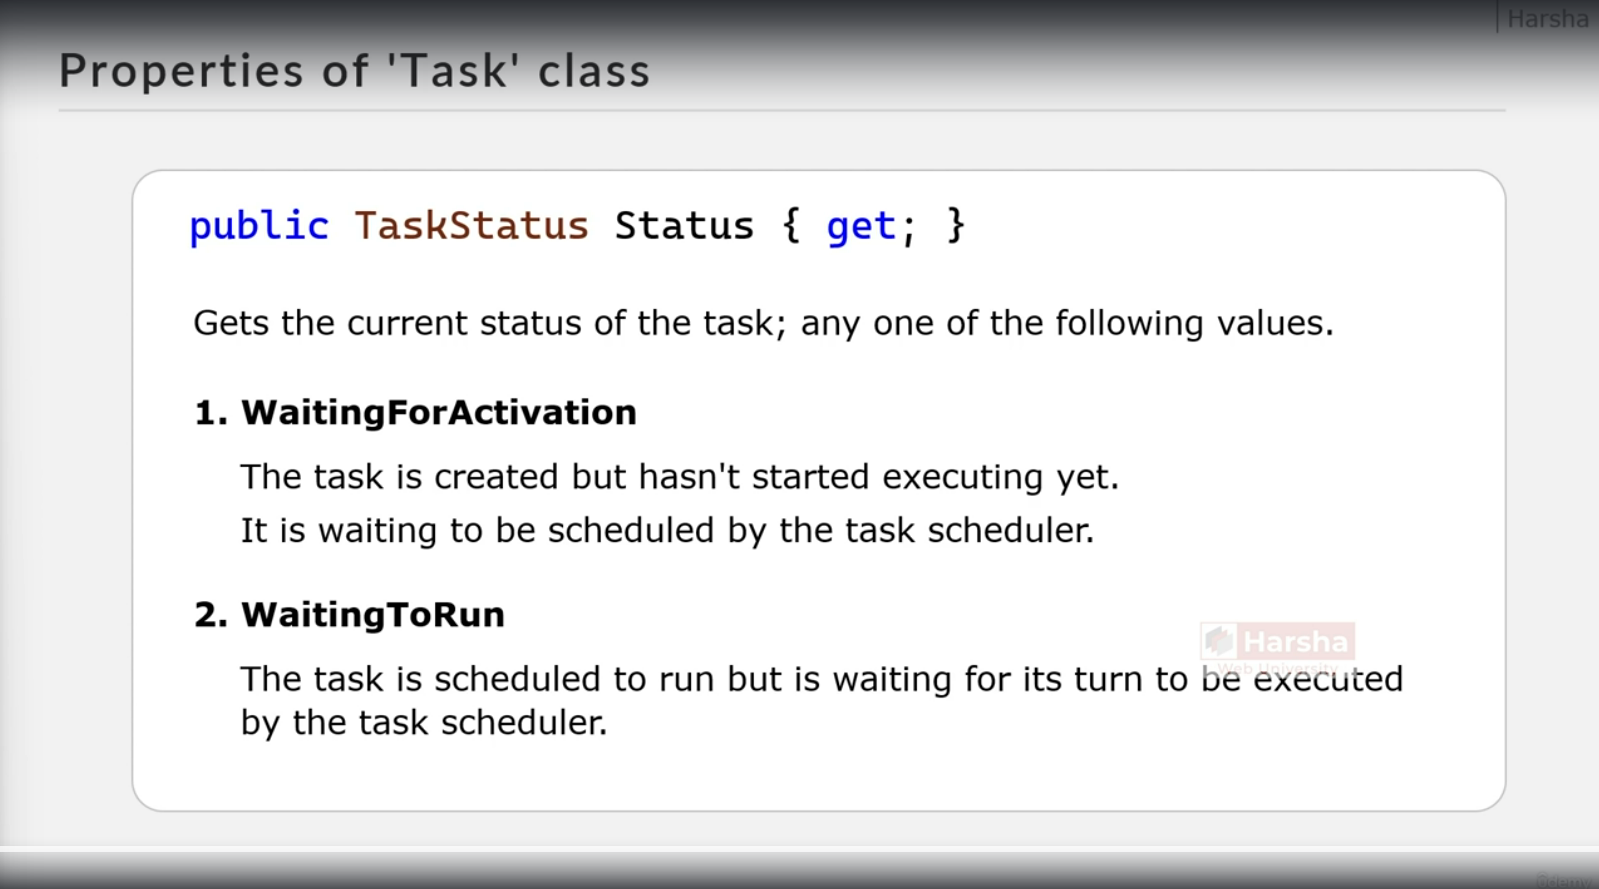 Harsha
Properties of 'Task' class
public TaskStatus Status { get; }
Gets the current status of the task; any one of the following values.
1. WaitingForActivation
The task is created but hasn't started executing yet.
It is waiting to be scheduled by the task scheduler.
2. WaitingToRun
Harsha
Web University
The task is scheduled to run but is waiting for its turn to be executed
by the task scheduler.
ûdemy